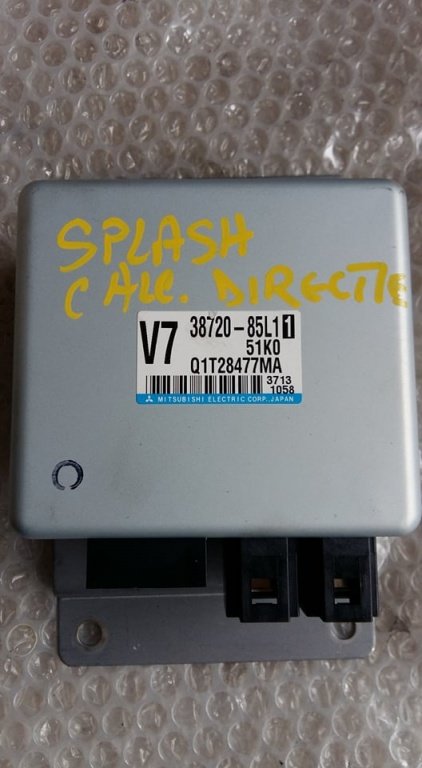 SPLASH
CALC. DIRECTIE
V7 38720-85L1 1
51K0
Q1T28477MA
3713
1058
MITSUBISHI ELECTRIC CORP., JAPAN